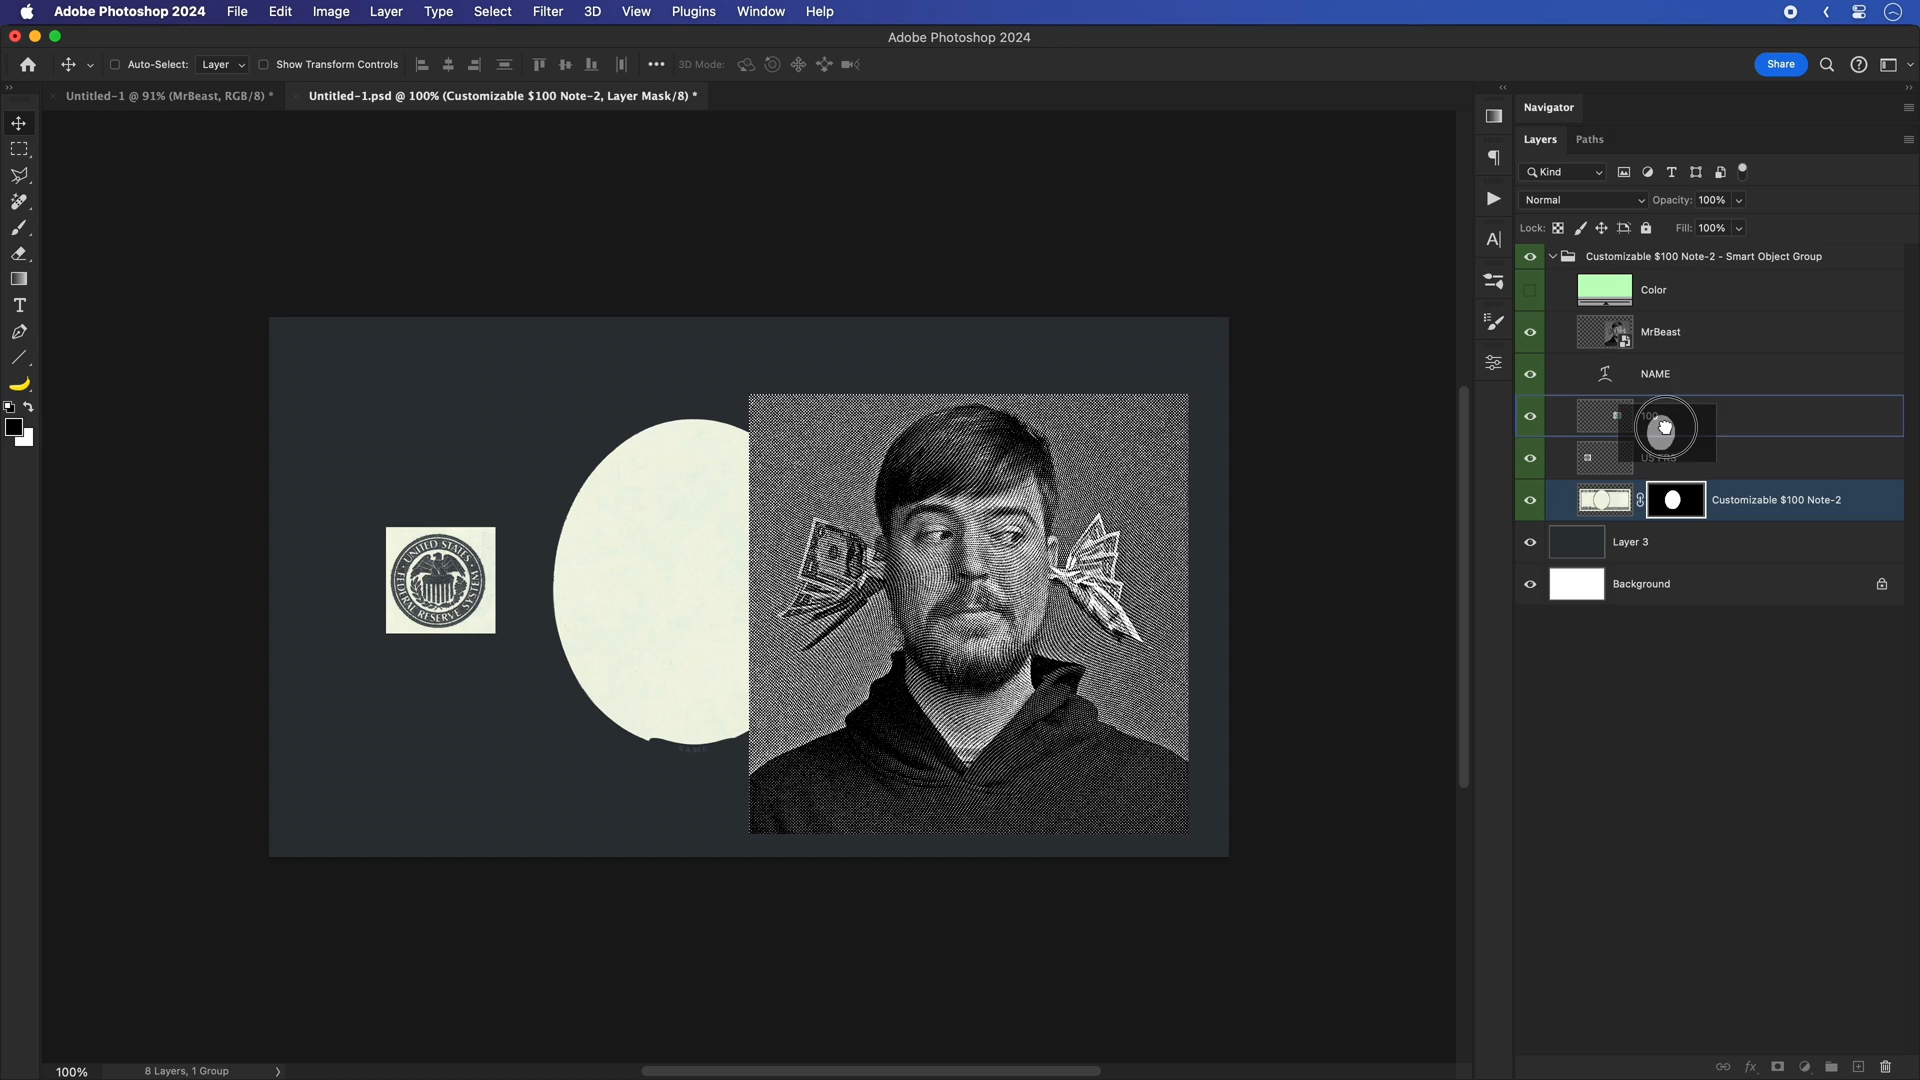 Adobe Photoshop 2024 File Edit Image Layer Type Select Filter 3D View Plugins Window Help
Adobe Photoshop 2024
Auto-Select: Layer Show Transform Controls 3D Mode: Share
Untitled-1 @ 91% (MrBeast, RGB/8) * Untitled-1.psd @ 100% (Customizable $100 Note-2, Layer Mask/8) *
Navigator
Layers Paths
Kind
Normal Opacity: 100%
Lock: Fill: 100%
Customizable $100 Note-2 - Smart Object Group
Color
MrBeast
NAME
100
US FRS
Customizable $100 Note-2
Layer 3
Background
UNITED STATES
FEDERAL RESERVE SYSTEM
NAME
100% 8 Layers, 1 Group